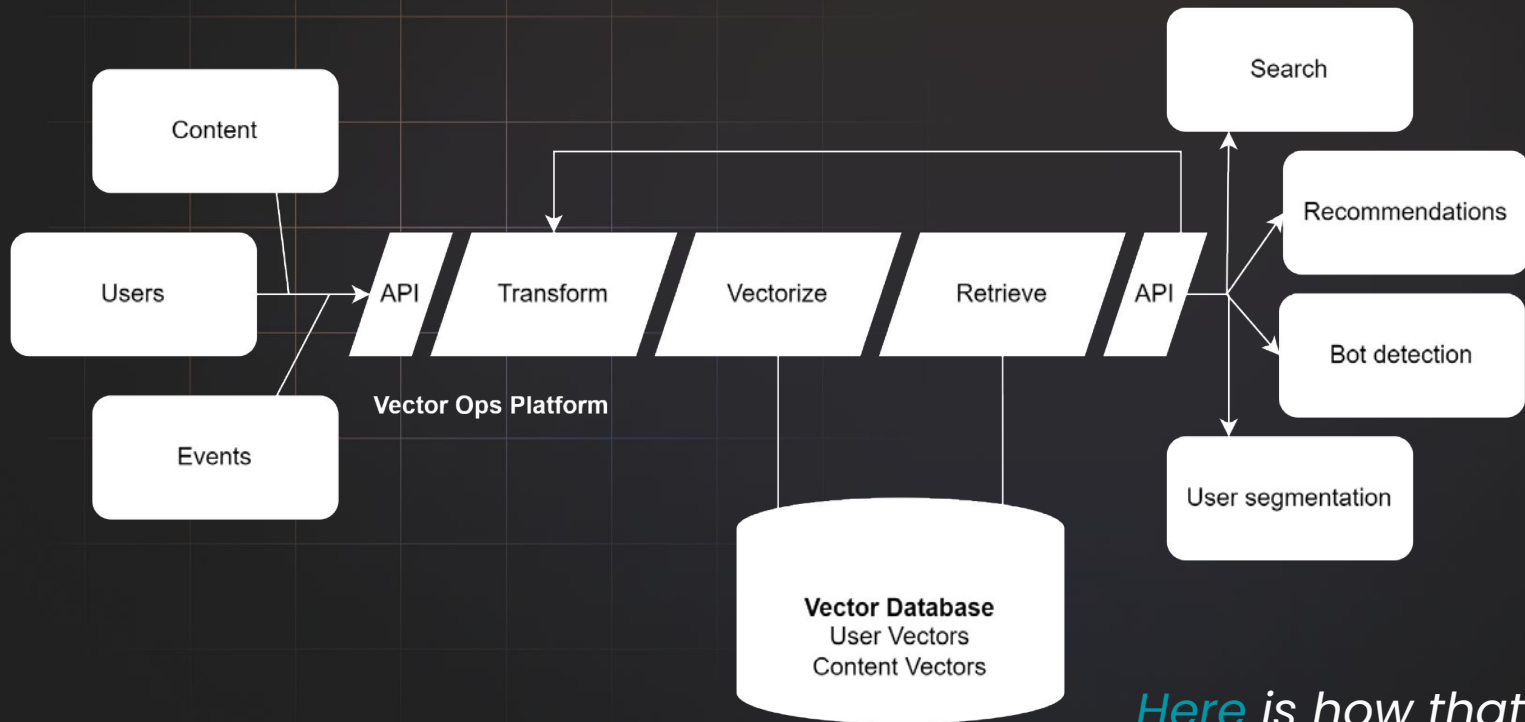 Content
Users
Events
API
Transform
Vectorize
Retrieve
API
Vector Ops Platform
Vector Database
User Vectors
Content Vectors
Search
Recommendations
Bot detection
User segmentation
Here is how that